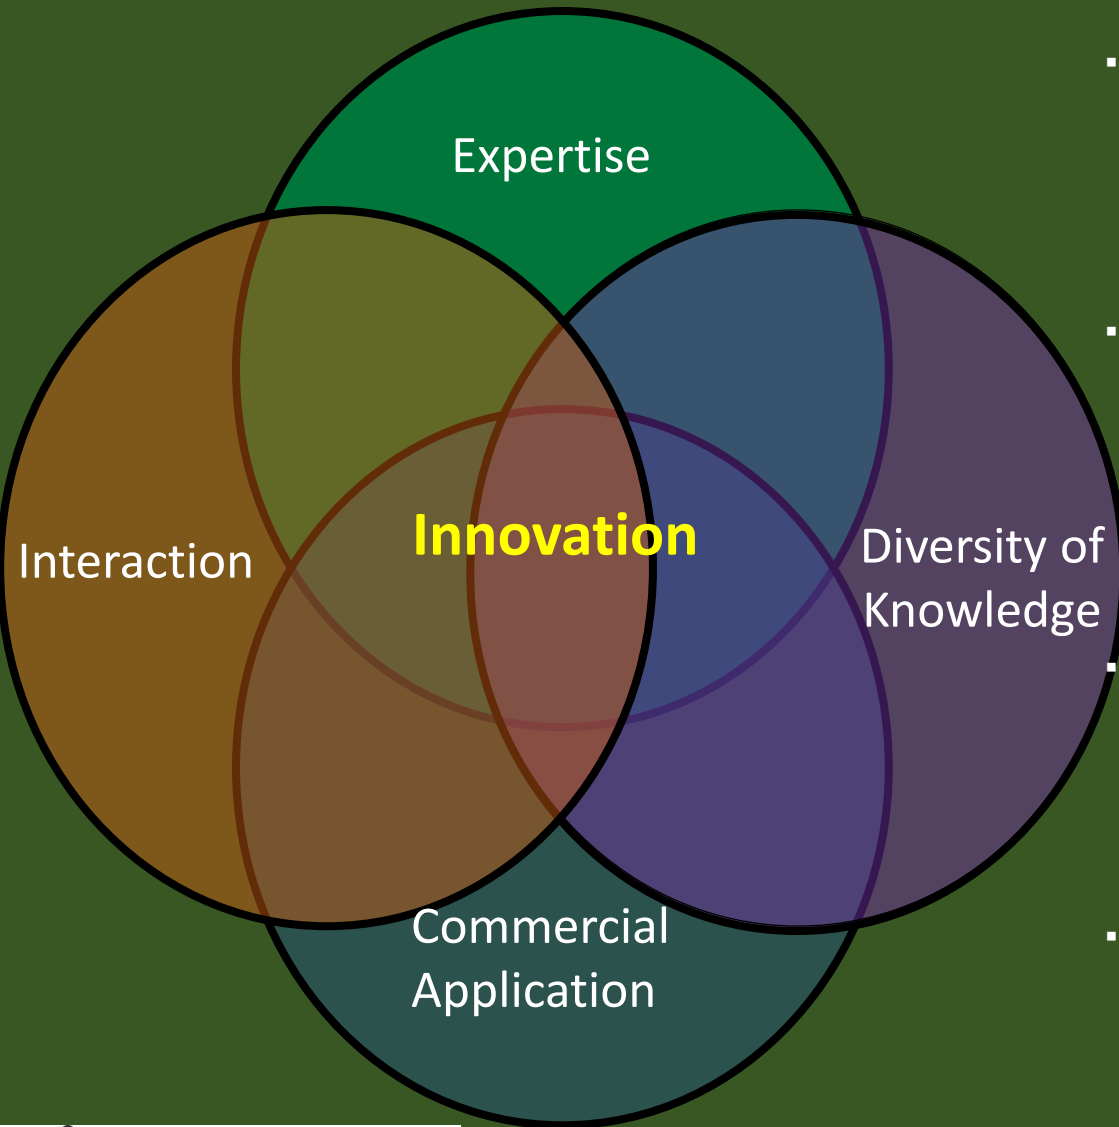 Expertise
Innovation
Interaction
Diversity of
Knowledge
Commercial
Application